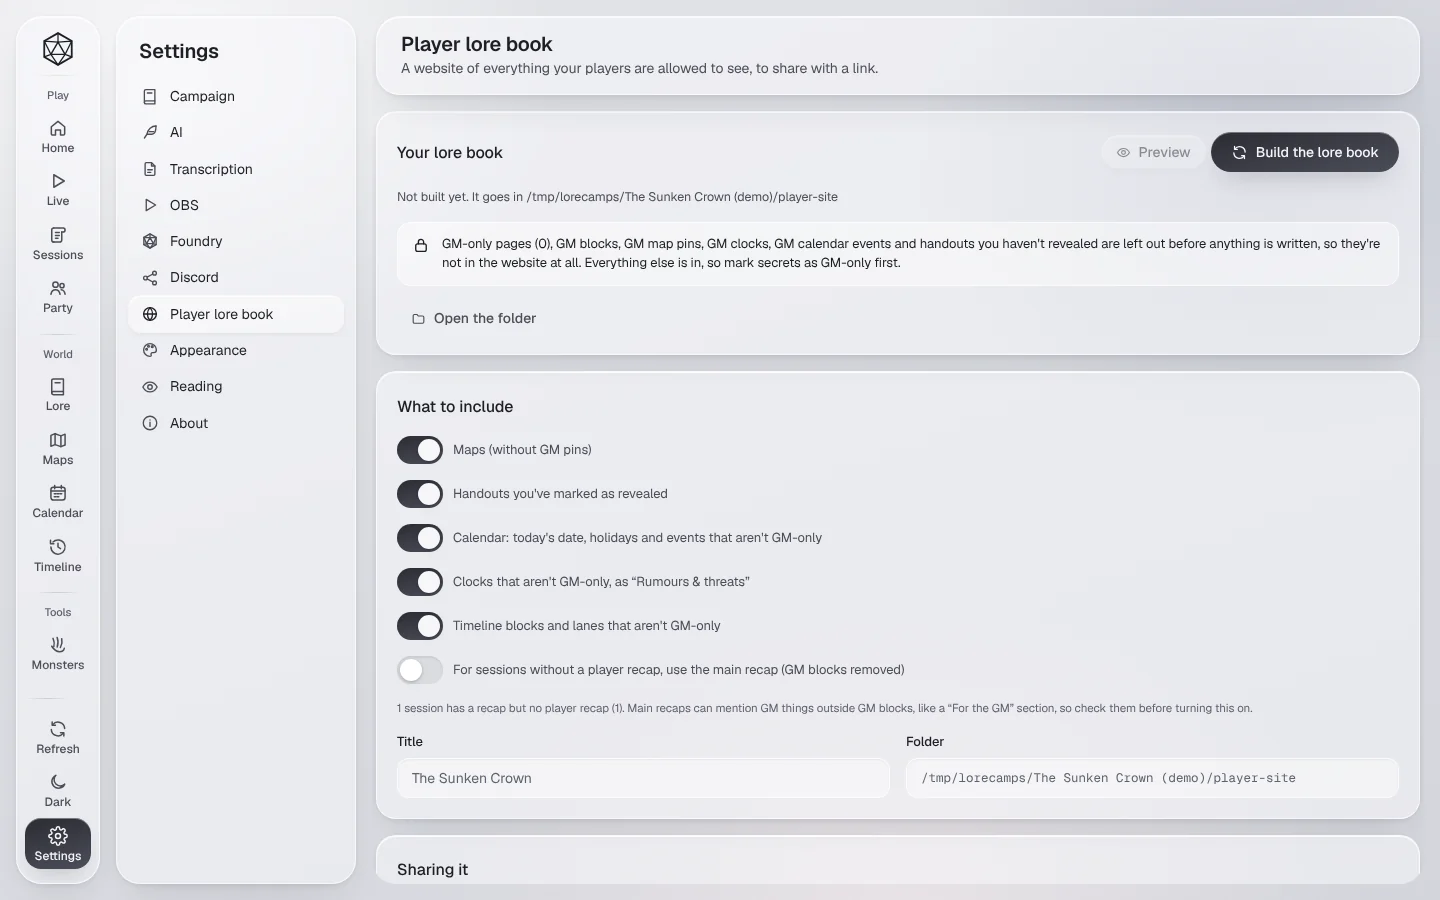 Play
Home
Live
Sessions
Party
World
Lore
Maps
Calendar
Timeline
Tools
Monsters
Refresh
Dark
Settings
Settings
Campaign
AI
Transcription
OBS
Foundry
Discord
Player lore book
Appearance
Reading
About
Player lore book
A website of everything your players are allowed to see, to share with a link.
Your lore book
Preview
Build the lore book
Not built yet. It goes in /tmp/lorecamps/The Sunken Crown (demo)/player-site
GM-only pages (0), GM blocks, GM map pins, GM clocks, GM calendar events and handouts you haven't revealed are left out before anything is written, so they're
not in the website at all. Everything else is in, so mark secrets as GM-only first.
Open the folder
What to include
Maps (without GM pins)
Handouts you've marked as revealed
Calendar: today's date, holidays and events that aren't GM-only
Clocks that aren't GM-only, as “Rumours & threats”
Timeline blocks and lanes that aren't GM-only
For sessions without a player recap, use the main recap (GM blocks removed)
1 session has a recap but no player recap (1). Main recaps can mention GM things outside GM blocks, like a “For the GM” section, so check them before turning this on.
Title
The Sunken Crown
Folder
/tmp/lorecamps/The Sunken Crown (demo)/player-site
Sharing it